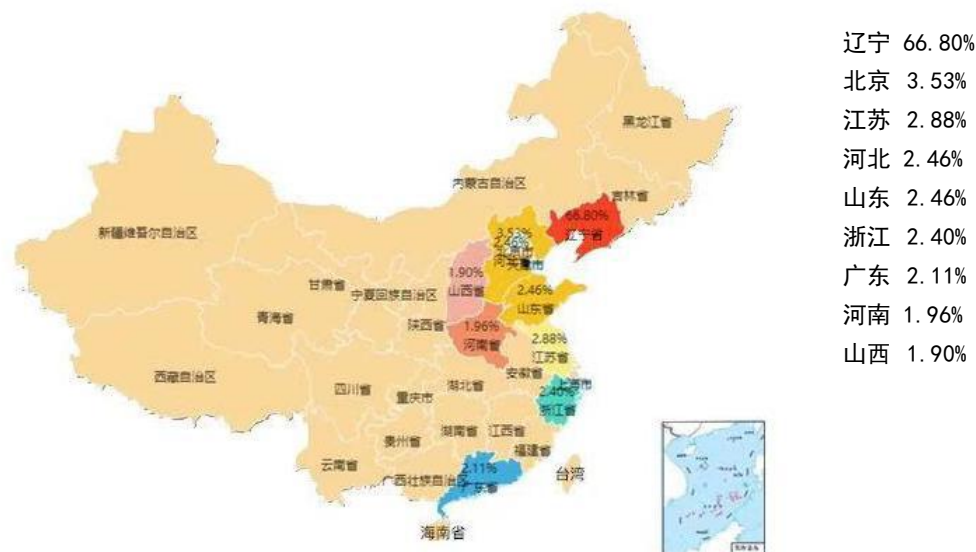 黑龙江省
内蒙古自治区
吉林省
66.80%
辽宁省
新疆维吾尔自治区
3.53%
2.46%
天津市
1.90%
山西省
甘肃省
宁夏回族自治区
2.46%
山东省
青海省
陕西省
1.96%
河南省
2.88%
江苏省
安徽省
西藏自治区
四川省
重庆市
湖北省
上海市
2.40%
浙江省
湖南省
江西省
贵州省
福建省
云南省
广西壮族自治区
2.11%
广东省
台湾
海南省
辽宁 66.80%
北京 3.53%
江苏 2.88%
河北 2.46%
山东 2.46%
浙江 2.40%
广东 2.11%
河南 1.96%
山西 1.90%